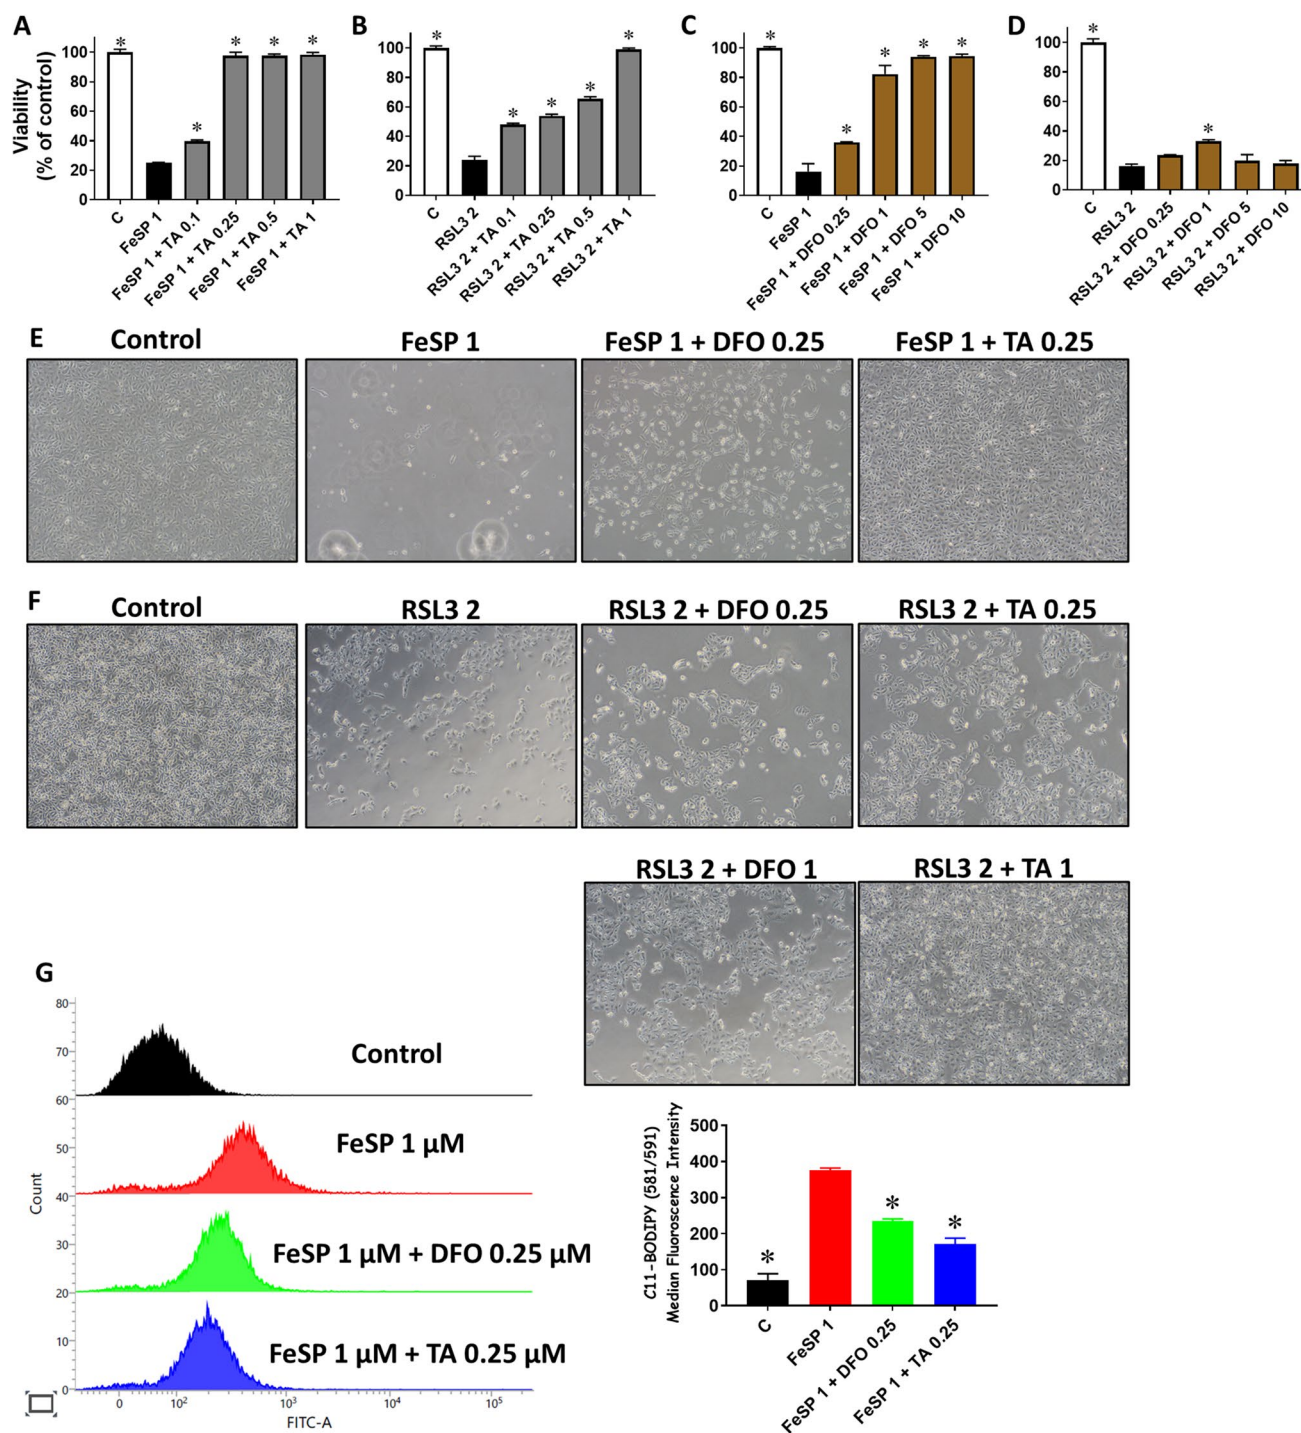 A
Viability
(% of control)
100
80
60
40
20
0
*
*
*
*
*
C
FeSP 1
FeSP 1 + TA 0.1
FeSP 1 + TA 0.25
FeSP 1 + TA 0.5
FeSP 1 + TA 1
B
100
80
60
40
20
0
*
*
*
*
*
C
RSL3 2
RSL3 2 + TA 0.1
RSL3 2 + TA 0.25
RSL3 2 + TA 0.5
RSL3 2 + TA 1
C
100
80
60
40
20
0
*
*
*
*
*
C
FeSP 1
FeSP 1 + DFO 0.25
FeSP 1 + DFO 1
FeSP 1 + DFO 5
FeSP 1 + DFO 10
D
100
80
60
40
20
0
*
*
C
RSL3 2
RSL3 2 + DFO 0.25
RSL3 2 + DFO 1
RSL3 2 + DFO 5
RSL3 2 + DFO 10
E
Control
FeSP 1
FeSP 1 + DFO 0.25
FeSP 1 + TA 0.25
F
Control
RSL3 2
RSL3 2 + DFO 0.25
RSL3 2 + TA 0.25
RSL3 2 + DFO 1
RSL3 2 + TA 1
G
Count
80
70
60
50
40
30
20
10
0
Control
FeSP 1 µM
FeSP 1 µM + DFO 0.25 µM
FeSP 1 µM + TA 0.25 µM
0
10²
10³
10⁴
10⁵
FITC-A
C11-BODIPY (581/591)
Median Fluoroscence Intensity
500
400
300
200
100
0
*
*
*
C
FeSP 1
FeSP 1 + DFO 0.25
FeSP 1 + TA 0.25